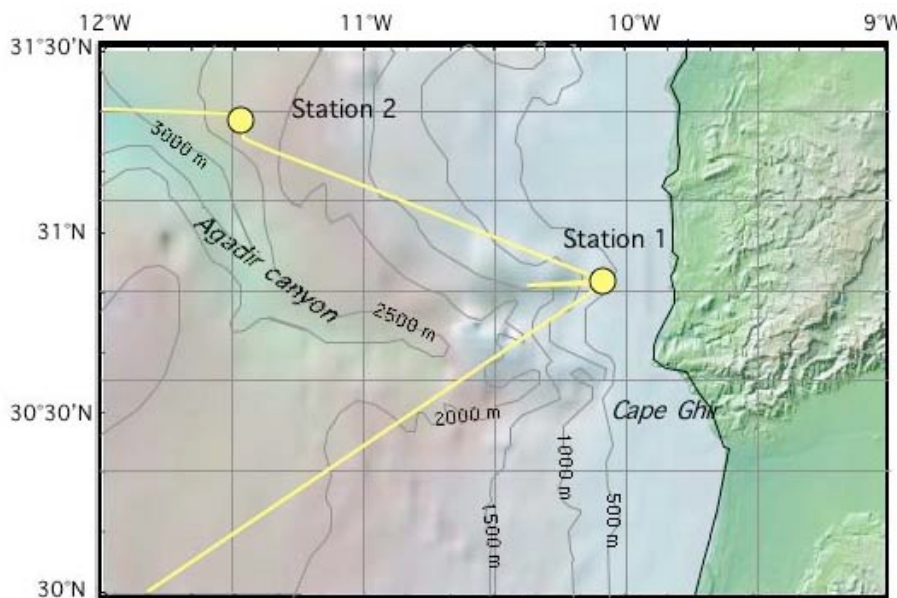 12°W
11°W
10°W
9°W
31°30'N
Station 2
3000 m
31°N
Agadir canyon
Station 1
2500 m
30°30'N
2000 m
Cape Ghir
1000 m
1500 m
500 m
30°N